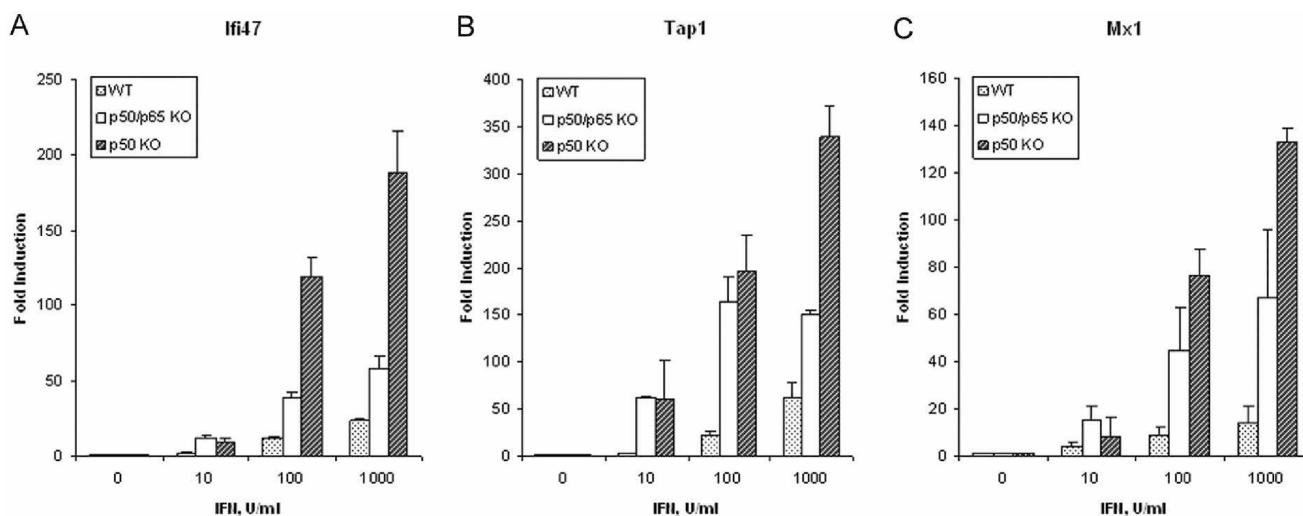 A
Ifi47
250
200
150
100
50
0
Fold Induction
WT
p50/p65 KO
p50 KO
0 10 100 1000
IFN, U/ml
B
Tap1
400
350
300
250
200
150
100
50
0
Fold Induction
WT
p50/p65 KO
p50 KO
0 10 100 1000
IFN, U/ml
C
Mx1
160
140
120
100
80
60
40
20
0
Fold Induction
WT
p50/p65 KO
p50 KO
0 10 100 1000
IFN, U/ml